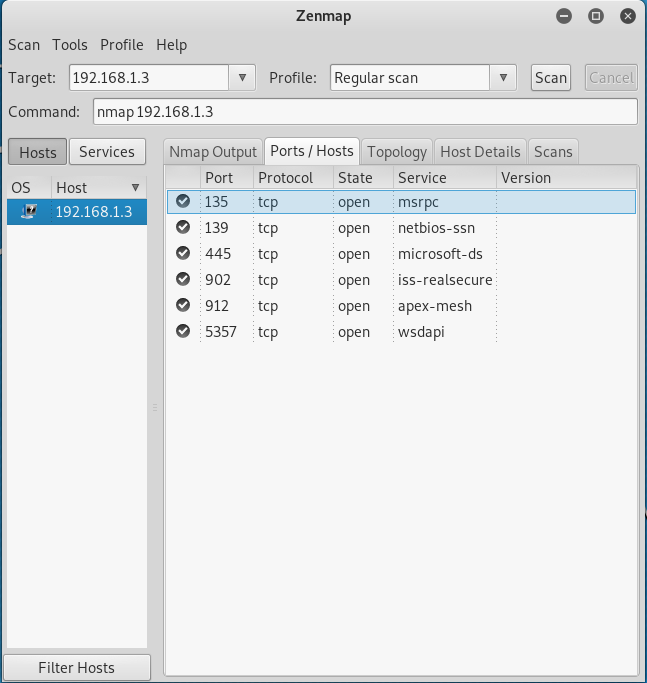 Zenmap
Scan Tools Profile Help
Target: 192.168.1.3 Profile: Regular scan Scan Cancel
Command: nmap 192.168.1.3
Hosts Services
Nmap Output Ports / Hosts Topology Host Details Scans
OS Host
192.168.1.3
Port Protocol State Service Version
135 tcp open msrpc
139 tcp open netbios-ssn
445 tcp open microsoft-ds
902 tcp open iss-realsecure
912 tcp open apex-mesh
5357 tcp open wsdapi
Filter Hosts